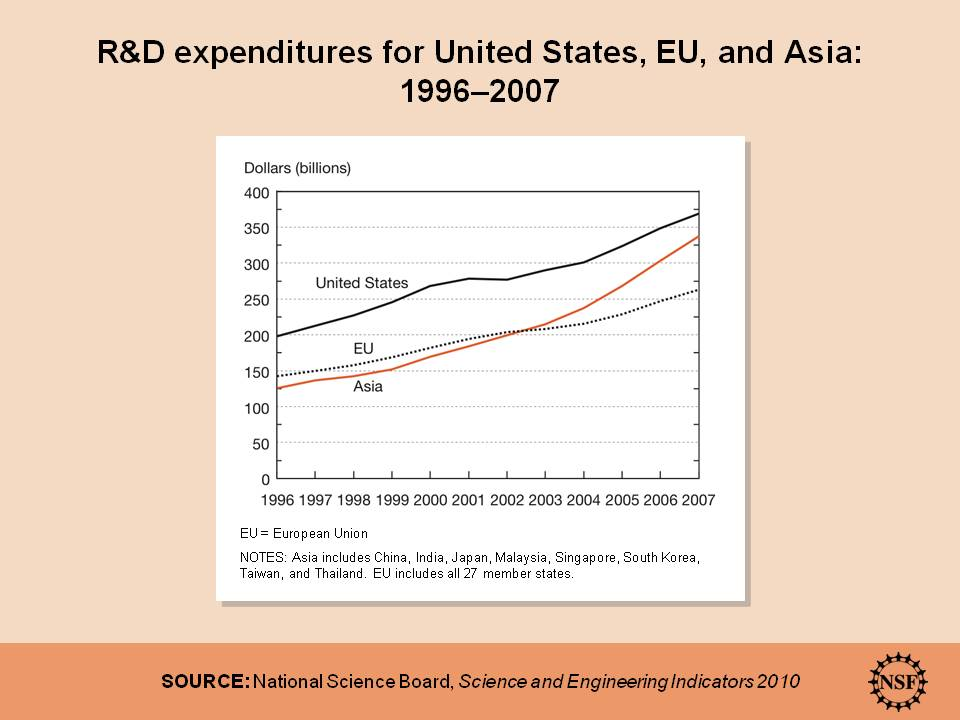 R&D expenditures for United States, EU, and Asia:
1996–2007
Dollars (billions)
400
350
300
250
200
150
100
50
0
United States
EU
Asia
1996 1997 1998 1999 2000 2001 2002 2003 2004 2005 2006 2007
EU = European Union
NOTES: Asia includes China, India, Japan, Malaysia, Singapore, South Korea,
Taiwan, and Thailand. EU includes all 27 member states.
SOURCE: National Science Board, Science and Engineering Indicators 2010
NSF